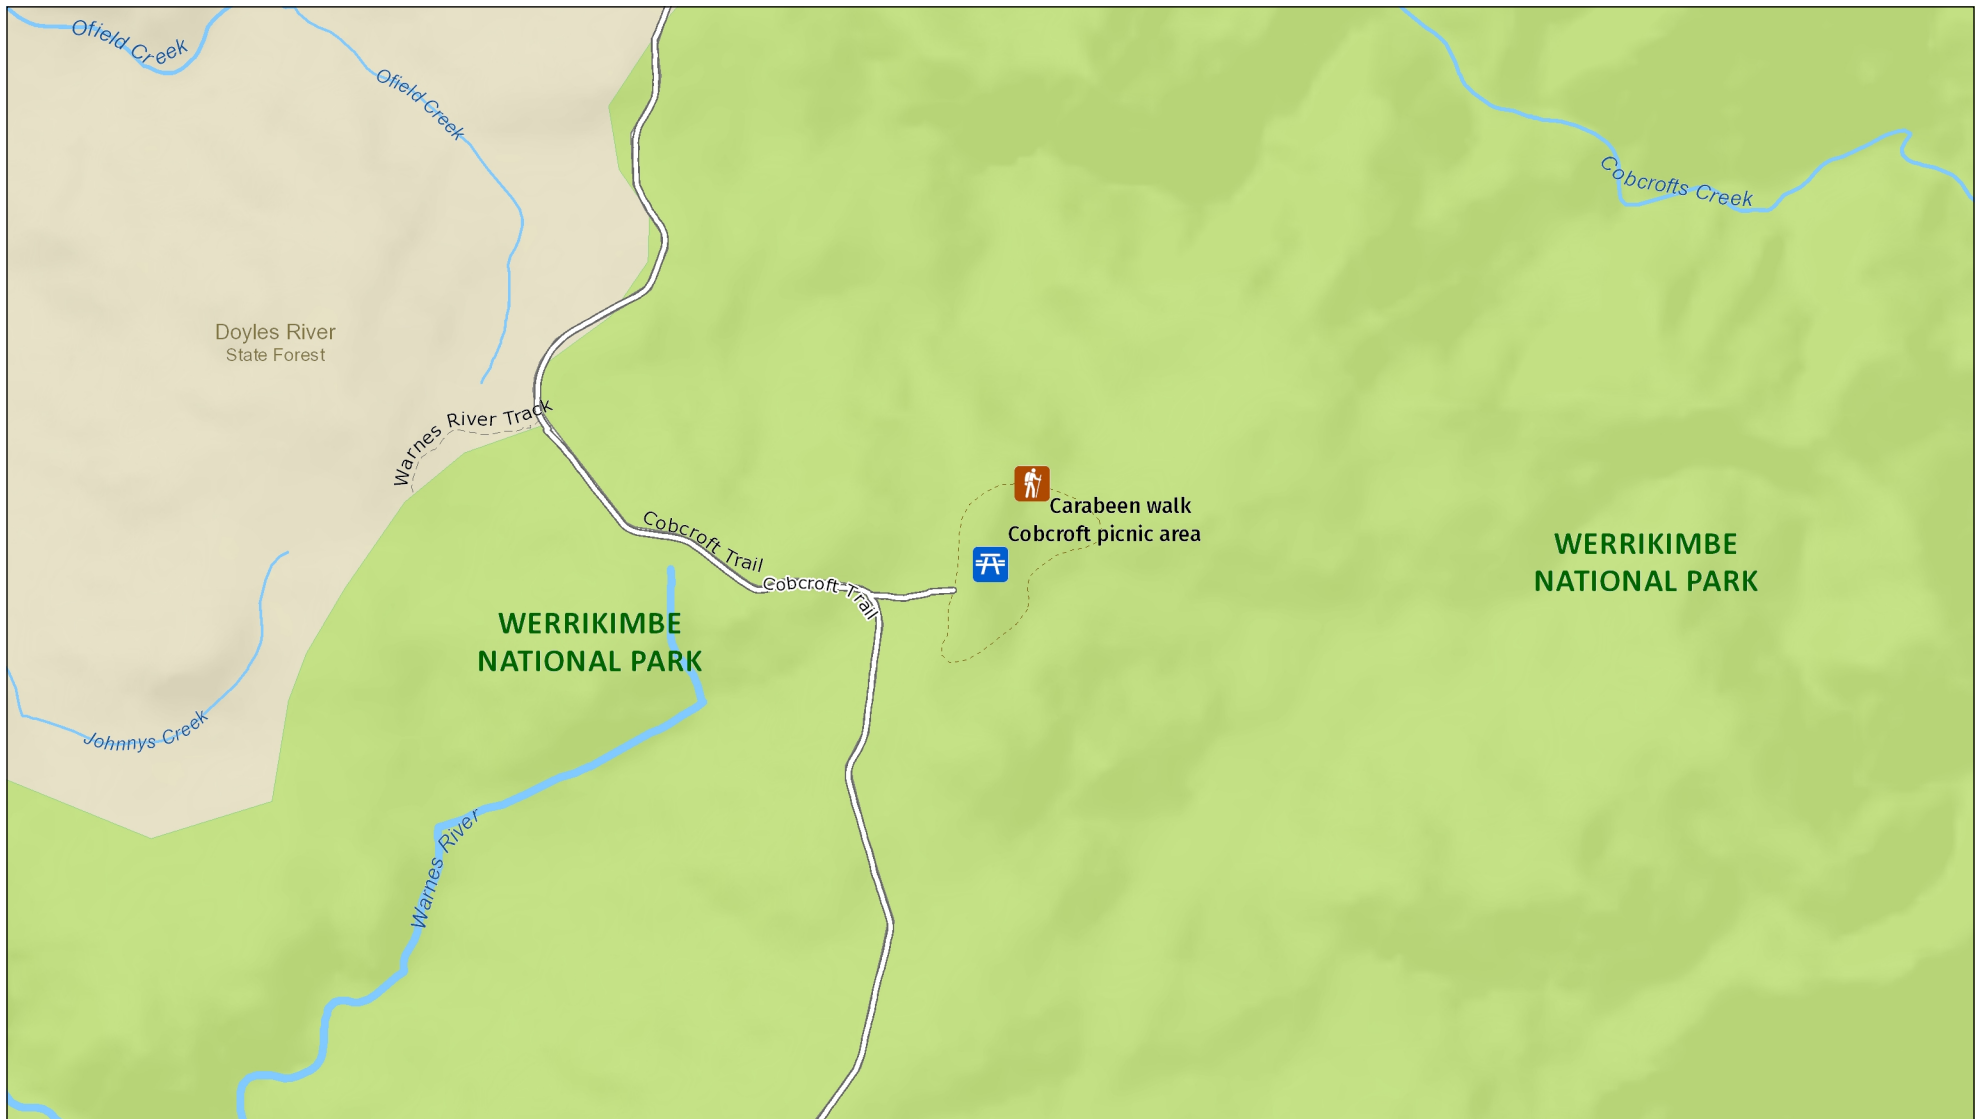 Ofield Creek
Ofield Creek
Cobcrofts Creek
Doyles River
State Forest
Warnes River Track
Carabeen walk
Cobcroft picnic area
Cobcroft Trail
Cobcroft Trail
WERRIKIMBE
NATIONAL PARK
WERRIKIMBE
NATIONAL PARK
Johnnys Creek
Warnes River